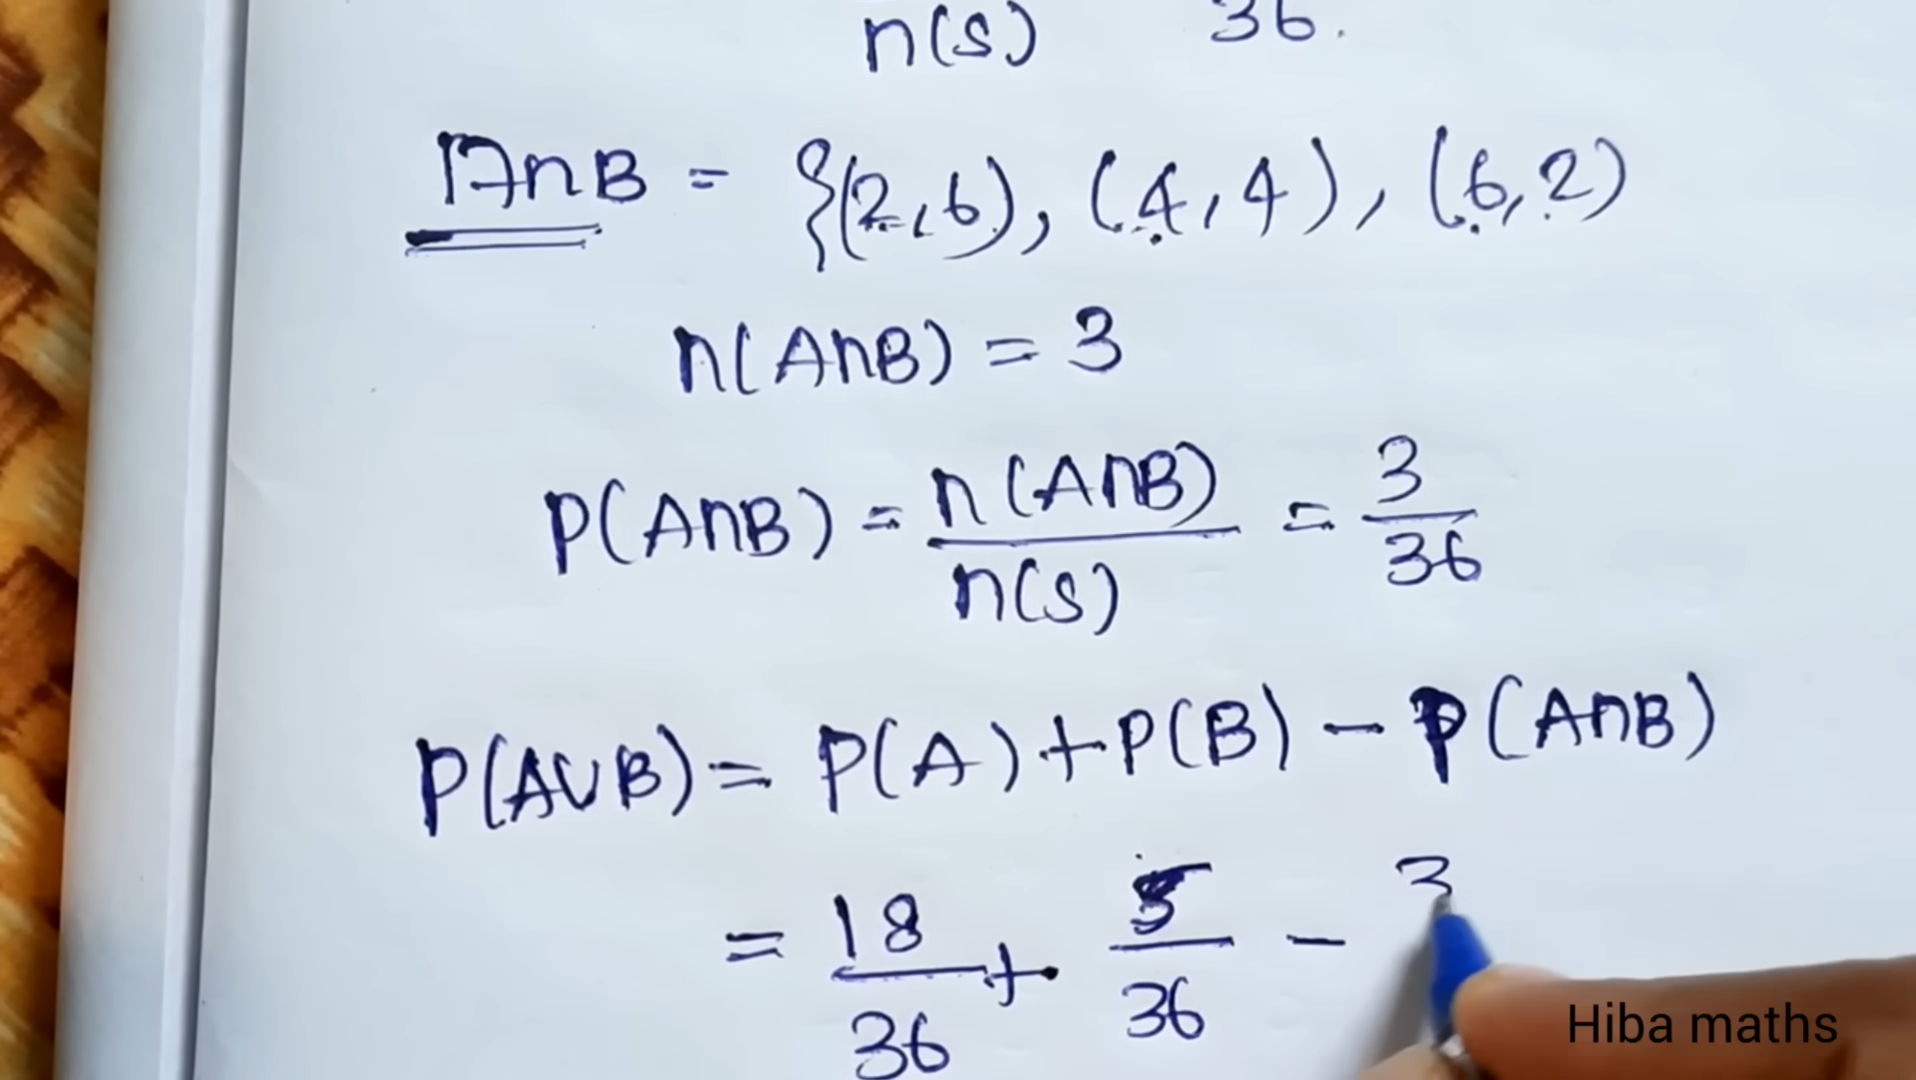 n(S) 36.
A∩B = {(2,6), (4,4), (6,2)
n(A∩B) = 3
P(A∩B) = n(A∩B) / n(S) = 3/36
P(A∪B) = P(A) + P(B) - P(A∩B)
= 18/36 + 5/36 - 3
Hiba maths